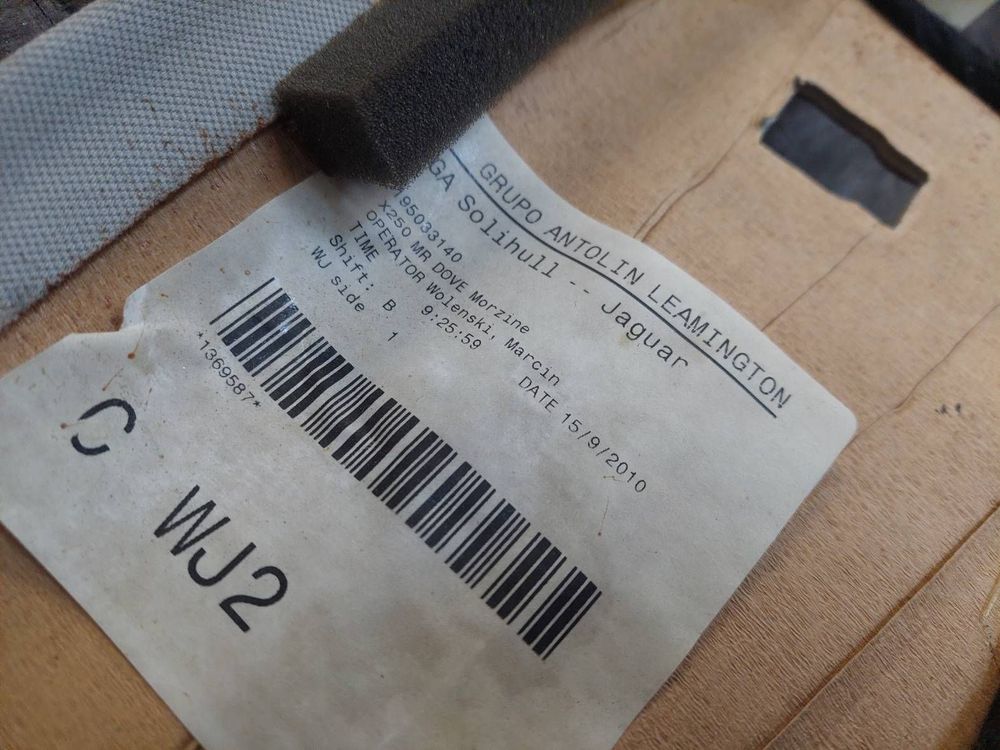 GRUPO ANTOLIN LEAMINGTON
GA Solihull -- Jaguar
95033140
X250 MR DOVE Morzine
OPERATOR Wolenski, Marcin
TIME 9:25:59 DATE 15/9/2010
Shift: B
WJ side 1
*1369587*
C
WJ2